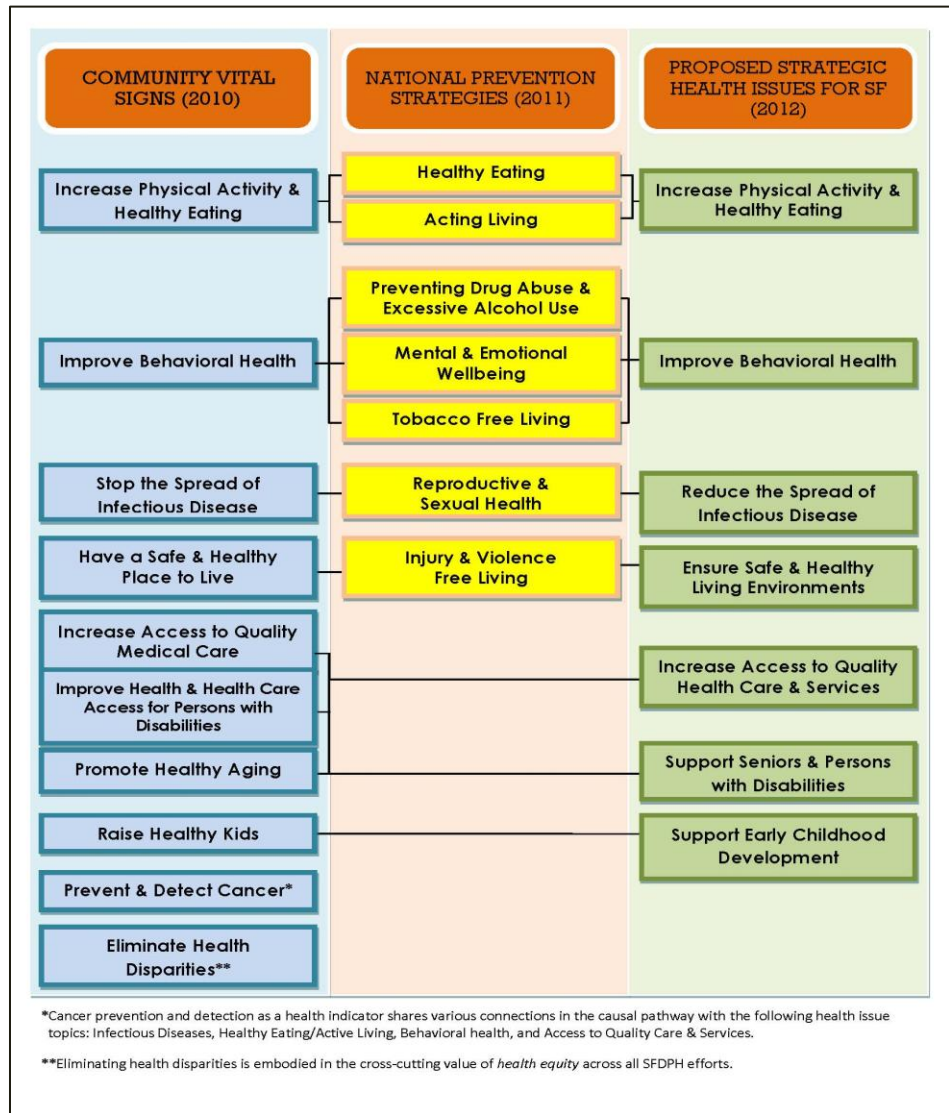 COMMUNITY VITAL
SIGNS (2010)
NATIONAL PREVENTION
STRATEGIES (2011)
PROPOSED STRATEGIC
HEALTH ISSUES FOR SF
(2012)
Increase Physical Activity &
Healthy Eating
Healthy Eating
Acting Living
Increase Physical Activity
& Healthy Eating
Improve Behavioral Health
Preventing Drug Abuse &
Excessive Alcohol Use
Mental & Emotional
Wellbeing
Tobacco Free Living
Improve Behavioral Health
Stop the Spread of
Infectious Disease
Reproductive &
Sexual Health
Reduce the Spread of
Infectious Disease
Have a Safe & Healthy
Place to Live
Injury & Violence
Free Living
Ensure Safe & Healthy
Living Environments
Increase Access to Quality
Medical Care
Improve Health & Health Care
Access for Persons with
Disabilities
Increase Access to Quality
Health Care & Services
Promote Healthy Aging
Support Seniors & Persons
with Disabilities
Raise Healthy Kids
Support Early Childhood
Development
Prevent & Detect Cancer*
Eliminate Health
Disparities**
*Cancer prevention and detection as a health indicator shares various connections in the causal pathway with the following health issue
topics: Infectious Diseases, Healthy Eating/Active Living, Behavioral health, and Access to Quality Care & Services.
**Eliminating health disparities is embodied in the cross-cutting value of health equity across all SFDPH efforts.